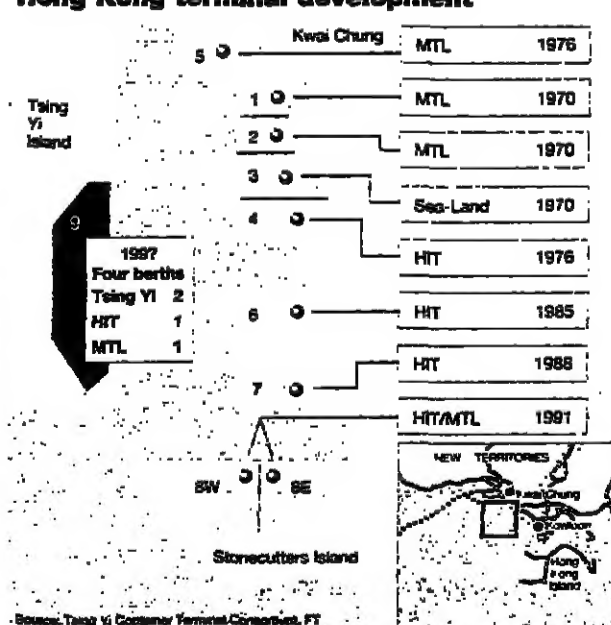 Hong Kong terminal development
Kwai Chung
5
MTL 1976
Tsing
Yi
Island
1
MTL 1970
2
MTL 1970
3
Sea-Land 1970
4
HIT 1976
9
199?
Four berths
Tsing Yi 2
HIT 1
MTL 1
6
HIT 1985
7
HIT 1988
HIT/MTL 1991
8W
8E
Stonecutters Island
NEW TERRITORIES
Kwai Chung
Kowloon
Hong
Kong
Island
Source: Tsing Yi Container Terminal Consortium, FT